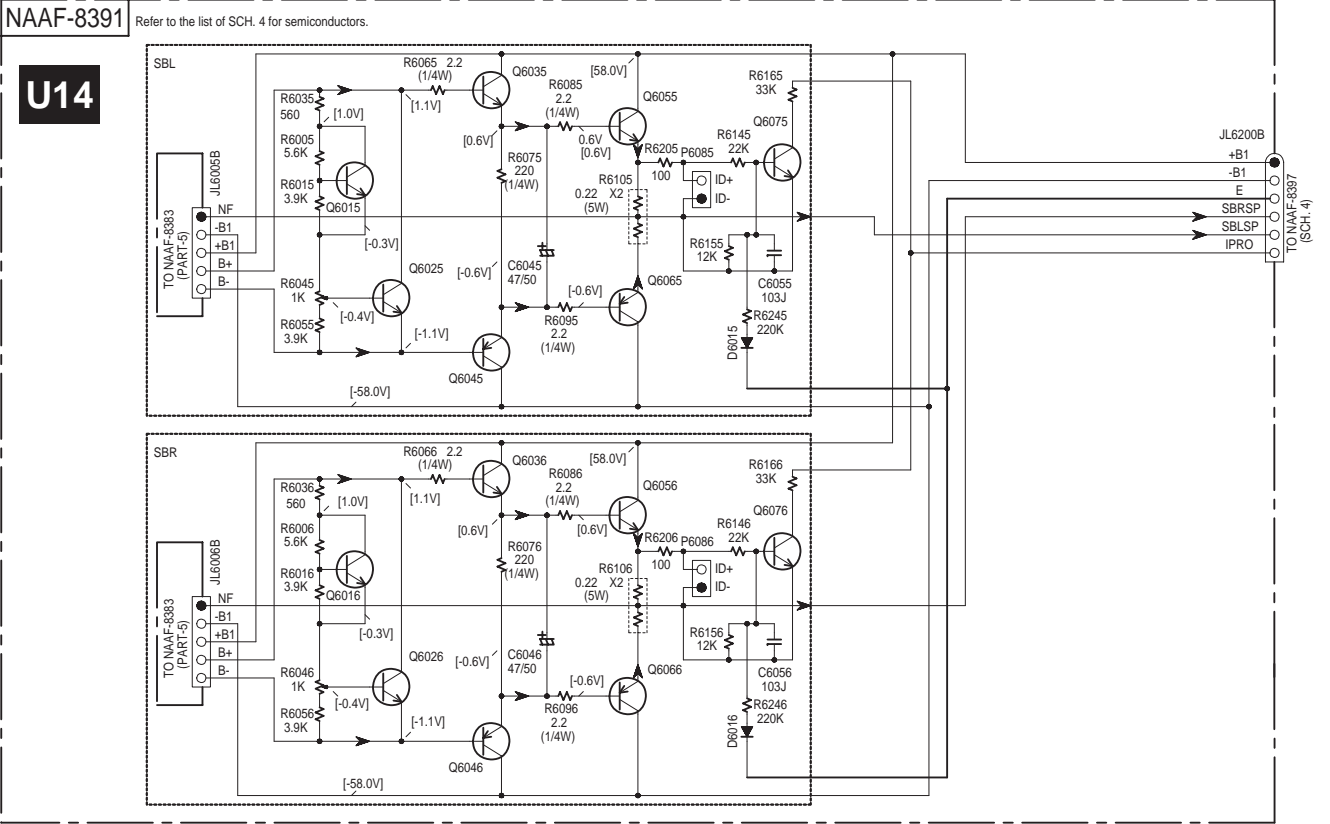 NAAF-8391 Refer to the list of SCH. 4 for semiconductors.
U14
SBL
R6065 2.2
(1/4W)
Q6035
R6085
2.2
(1/4W)
[58.0V]
Q6055
R6165
33K
R6035
560
[1.0V]
[1.1V]
[0.6V]
0.6V
[0.6V]
R6205
100
P6085
R6145
22K
Q6075
R6005
5.6K
R6075
220
(1/4W)
R6015
3.9K
Q6015
R6105
0.22 X2
(5W)
ID+
ID-
JL6005B
TO NAAF-8383
(PART-5)
NF
-B1
+B1
B+
B-
[-0.3V]
R6155
12K
C6055
103J
[-0.6V]
C6045
47/50
Q6025
R6045
1K
[-0.4V]
[-0.6V]
Q6065
R6055
3.9K
[-1.1V]
R6095
2.2
(1/4W)
R6245
220K
D6015
Q6045
[-58.0V]
JL6200B
+B1
-B1
E
SBRSP
SBLSP
IPRO
TO NAAF-8397
(SCH. 4)
SBR
R6066 2.2
(1/4W)
Q6036
R6086
2.2
(1/4W)
[58.0V]
Q6056
R6166
33K
R6036
560
[1.0V]
[1.1V]
[0.6V]
[0.6V]
R6206
100
P6086
R6146
22K
Q6076
R6006
5.6K
R6076
220
(1/4W)
R6016
3.9K
Q6016
R6106
0.22 X2
(5W)
ID+
ID-
JL6006B
TO NAAF-8383
(PART-5)
NF
-B1
+B1
B+
B-
[-0.3V]
R6156
12K
C6056
103J
[-0.6V]
C6046
47/50
Q6026
R6046
1K
[-0.4V]
[-0.6V]
Q6066
R6056
3.9K
[-1.1V]
R6096
2.2
(1/4W)
R6246
220K
D6016
Q6046
[-58.0V]